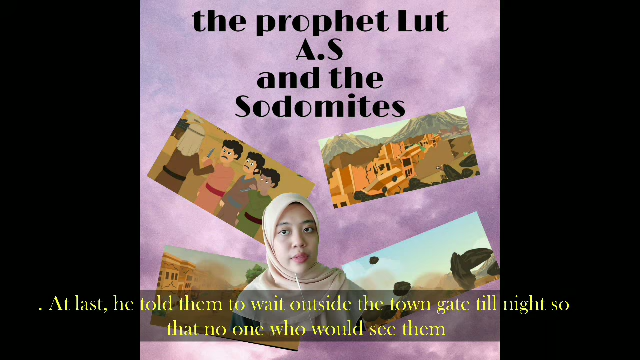 the prophet Lut
A.S
and the
Sodomites
. At last, he told them to wait outside the town gate till night so
that no one who would see them